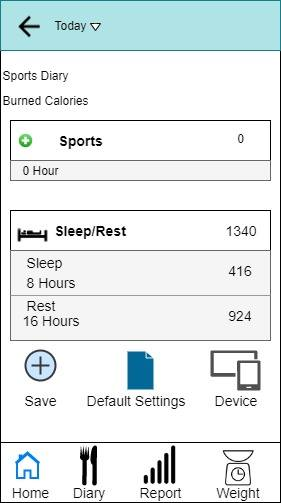 Today
Sports Diary
Burned Calories
Sports 0
0 Hour
Sleep/Rest 1340
Sleep
416
8 Hours
Rest
924
16 Hours
Save Default Settings Device
Home Diary Report Weight